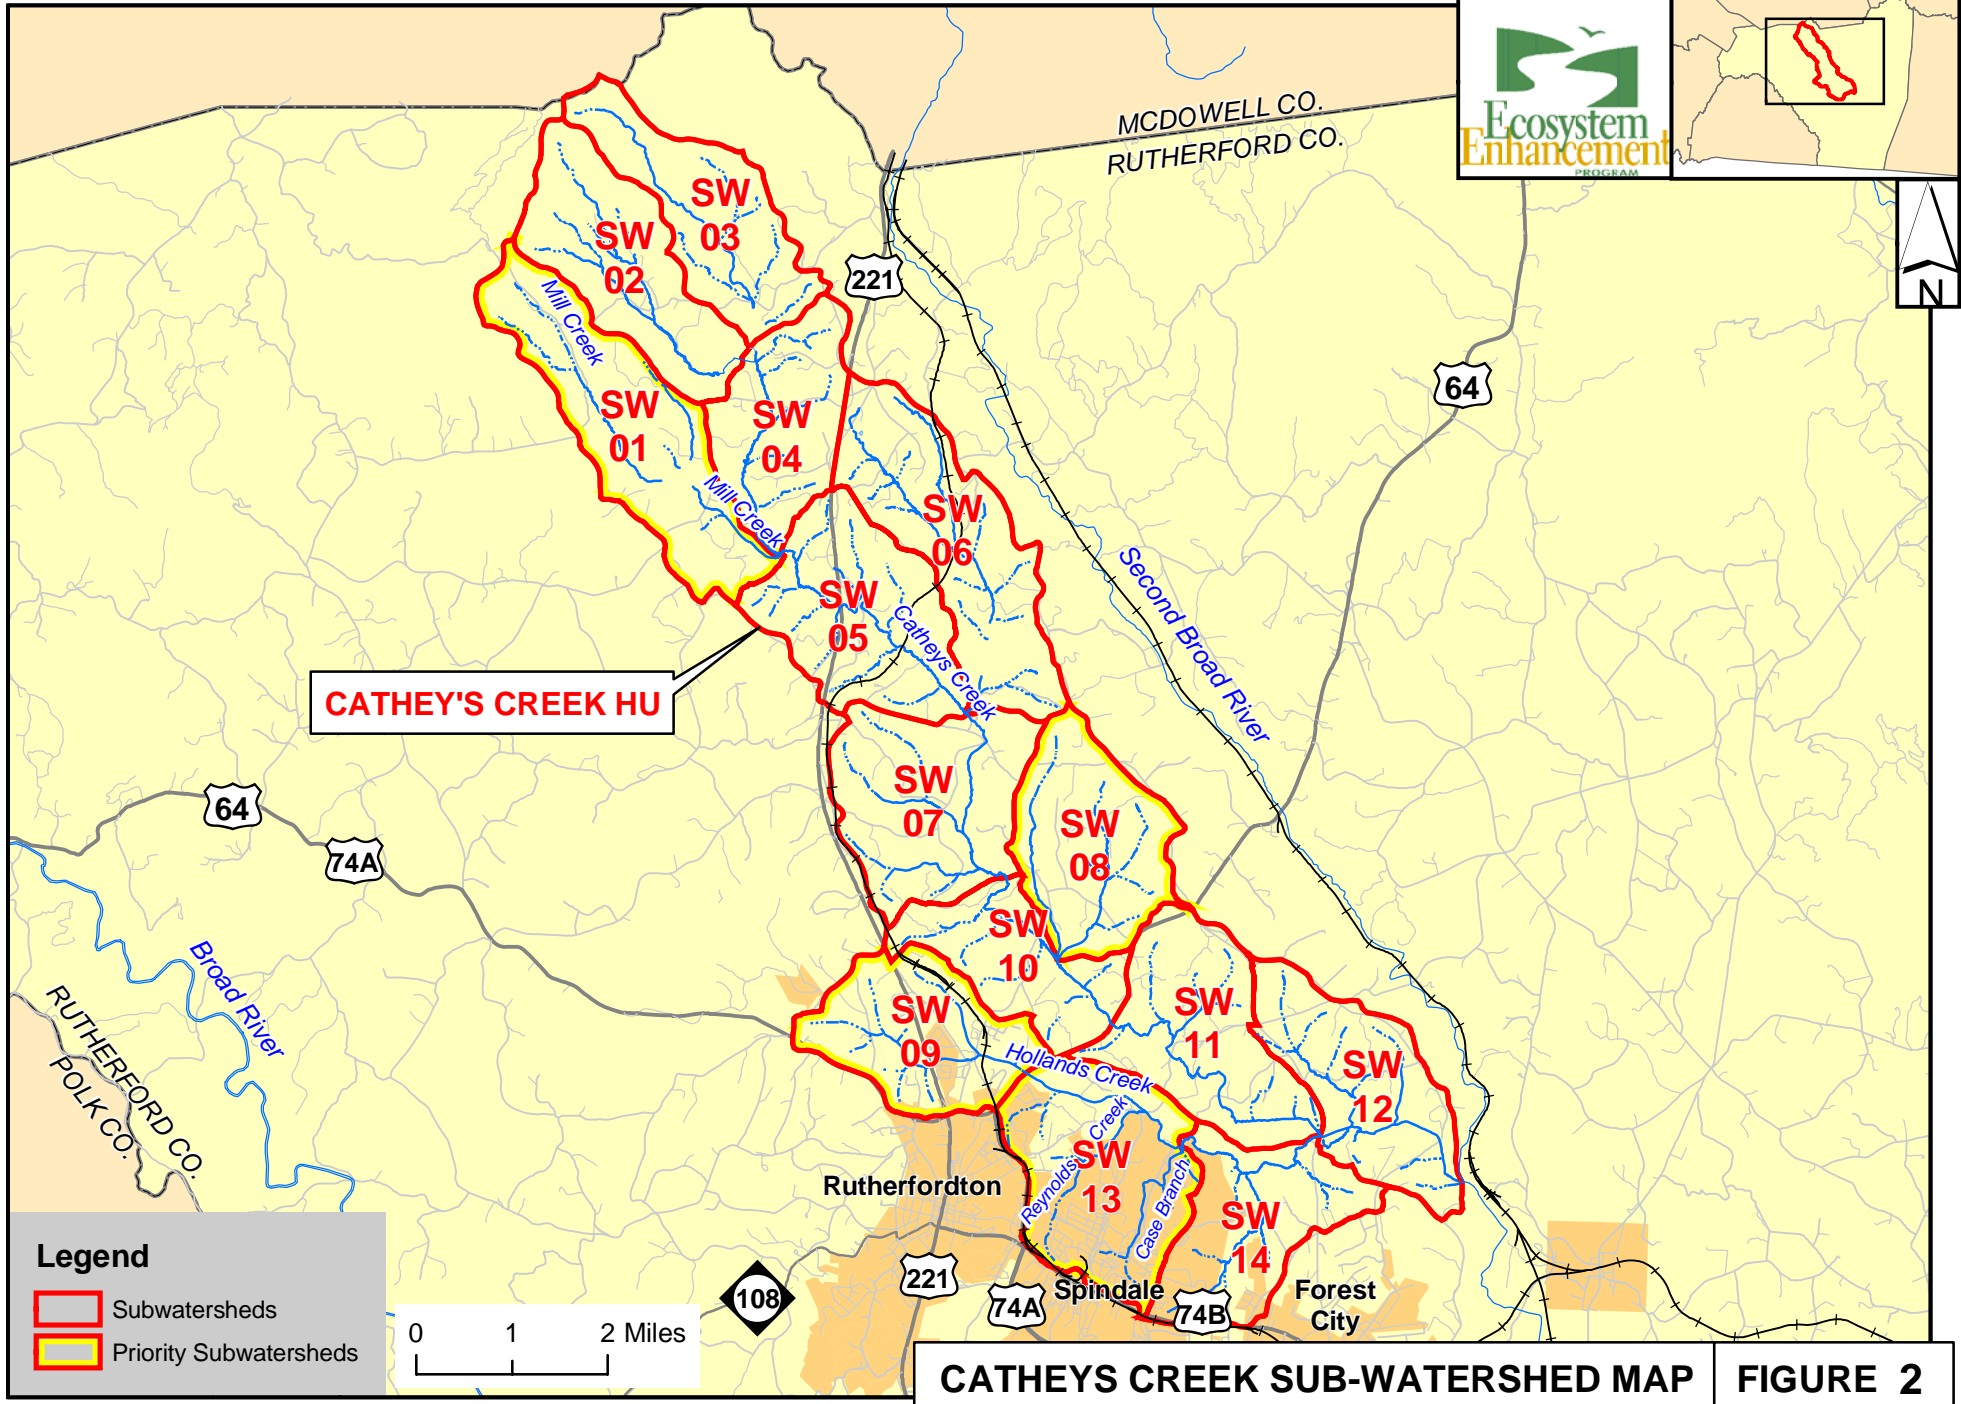 Ecosystem
Enhancement
PROGRAM
MCDOWELL CO.
RUTHERFORD CO.
N
SW
03
SW
02
221
Mill Creek
64
SW
01
SW
04
Mill Creek
SW
06
Second Broad River
SW
05
Catheys Creek
CATHEY'S CREEK HU
SW
07
64
SW
08
74A
SW
10
Broad River
SW
09
SW
11
RUTHERFORD CO.
POLK CO.
Hollands Creek
SW
12
Reynolds Creek
SW
13
Case Branch
Rutherfordton
SW
14
221
74A
Spindale
74B
Forest
City
108
Legend
Subwatersheds
Priority Subwatersheds
0 1 2 Miles
CATHEYS CREEK SUB-WATERSHED MAP
FIGURE 2